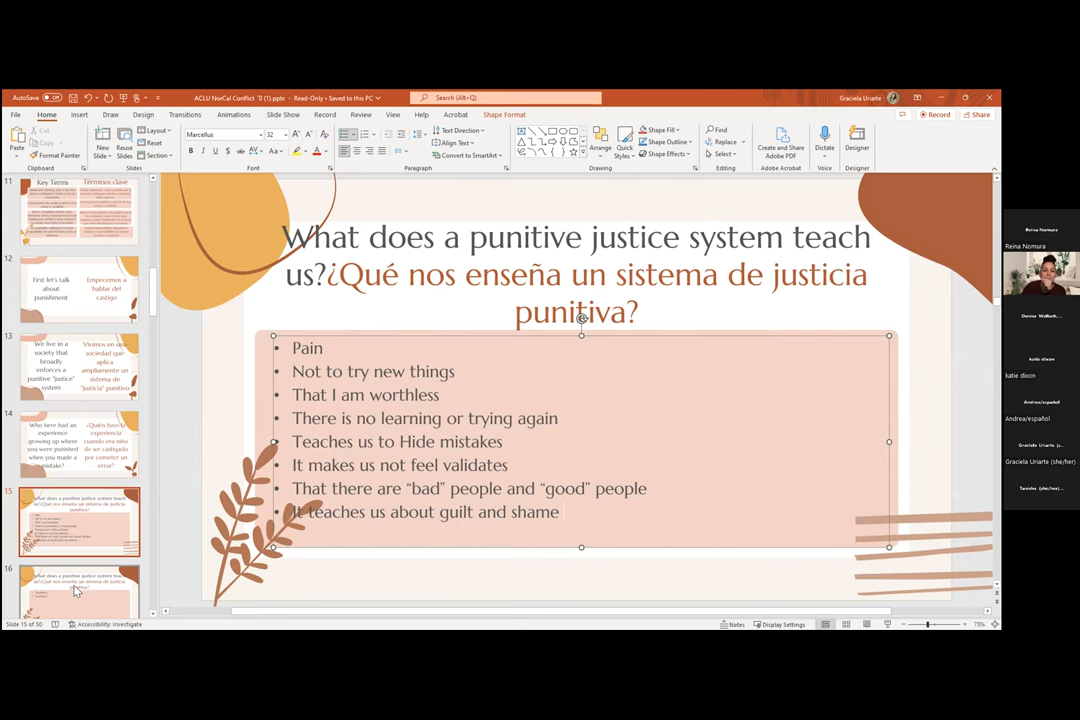 AutoSave Off
ACLU NorCal Conflict TJ (1).pptx - Read-Only • Saved to this PC
Search (Alt+Q)
Graciela Uriarte
File Home Insert Draw Design Transitions Animations Slide Show Record Review View Help Acrobat Shape Format
Record Share
Paste
Cut
Copy
Format Painter
Clipboard
New Slide
Reuse Slides
Layout
Reset
Section
Slides
Marcellus 32
Font
Text Direction
Align Text
Convert to SmartArt
Paragraph
Arrange
Quick Styles
Shape Fill
Shape Outline
Shape Effects
Drawing
Find
Replace
Select
Editing
Create and Share Adobe PDF
Adobe Acrobat
Dictate
Voice
Designer
Designer
11
Key Terms
Términos clave
12
First let's talk about punishment
Empecemos a hablar del castigo
13
We live in a society that broadly enforces a punitive "justice" system
Vivimos en una sociedad que aplica ampliamente un sistema de "justicia" punitivo
14
Who here had an experience growing up where you were punished when you made a mistake?
¿Quién tuvo la experiencia cuando era niño de ser castigado por cometer un error?
15
16
What does a punitive justice system teach
us?¿Qué nos enseña un sistema de justicia
punitiva?
• Pain
• Not to try new things
• That I am worthless
• There is no learning or trying again
• Teaches us to Hide mistakes
• It makes us not feel validates
• That there are “bad” people and “good” people
• It teaches us about guilt and shame
Reina Nomura
Reina Nomura
Donna Wallach...
katie dixon
katie dixon
Andrea/español
Andrea/español
Graciela Uriarte (s...
Graciela Uriarte (she/her)
Tanisha (she/her)...
Slide 15 of 50
Accessibility: Investigate
Notes
Display Settings
75%